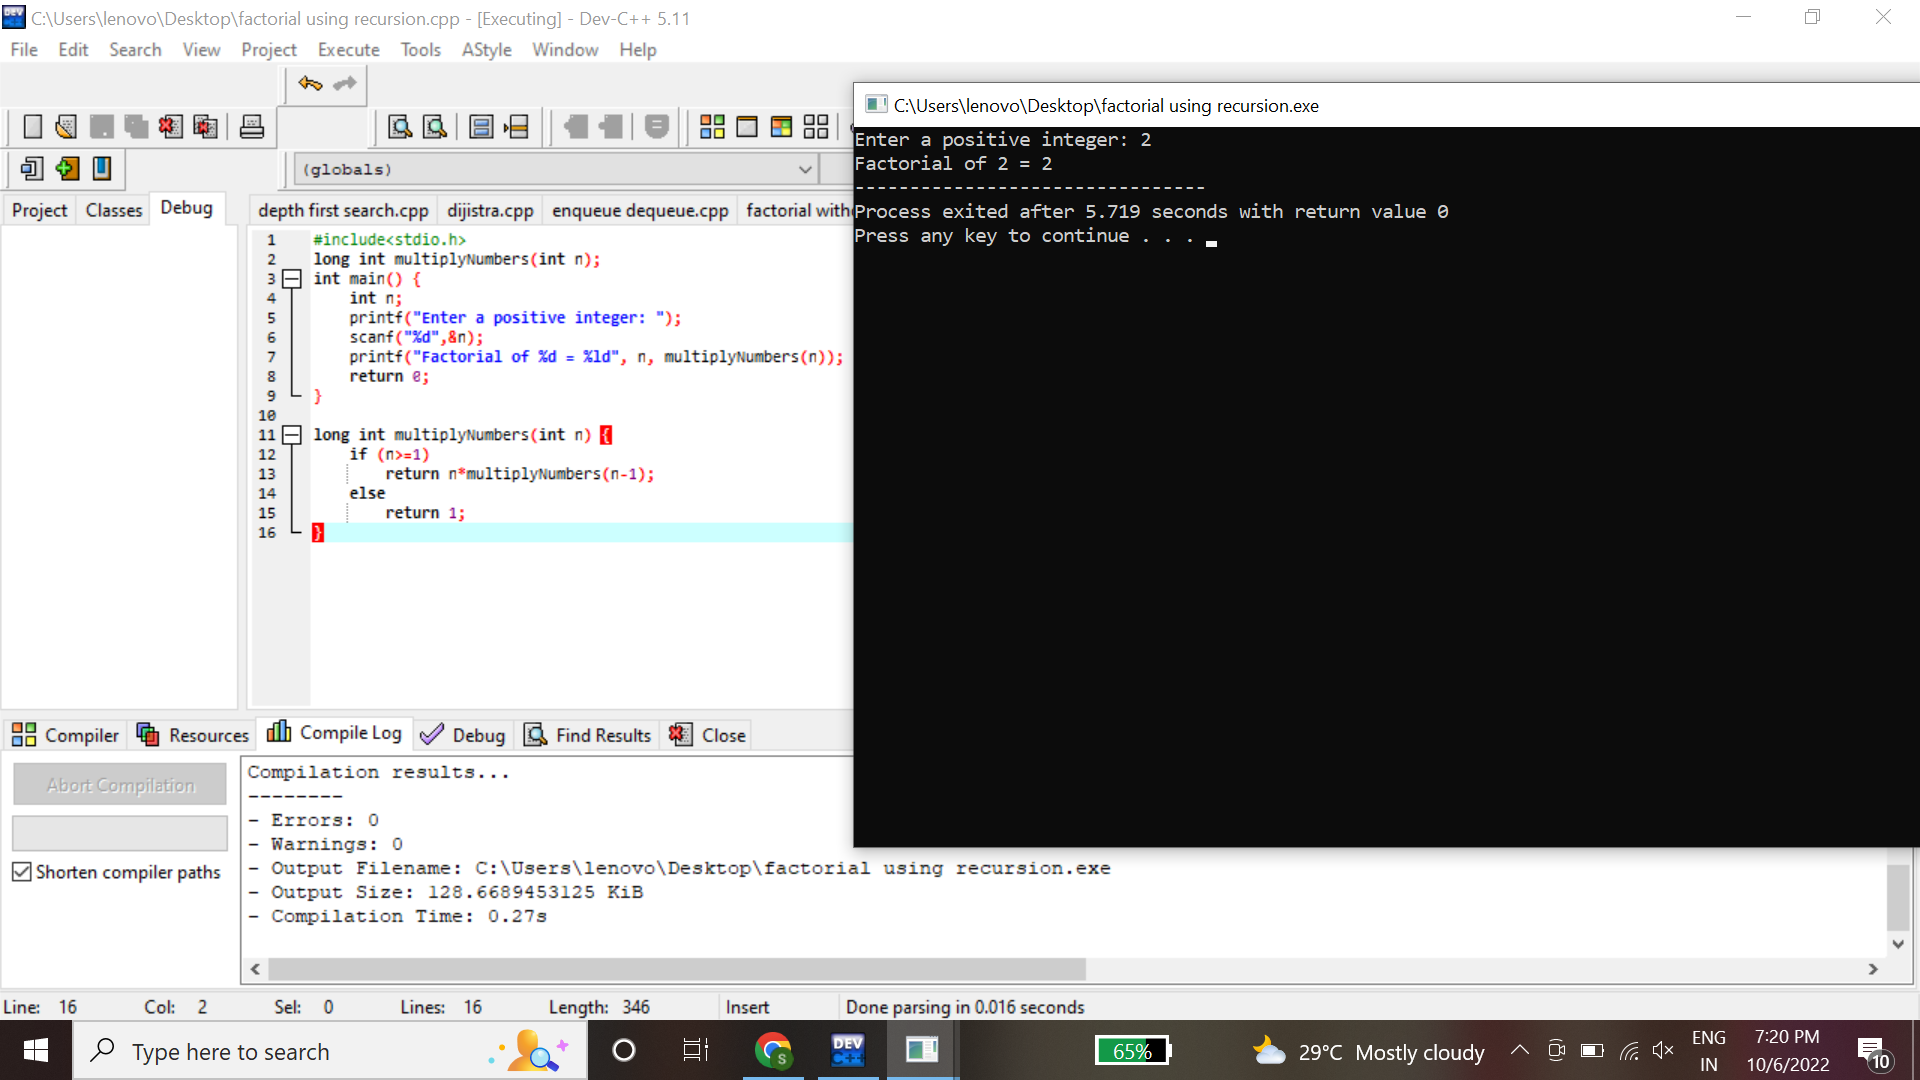 C:\Users\lenovo\Desktop\factorial using recursion.cpp - [Executing] - Dev-C++ 5.11
File Edit Search View Project Execute Tools AStyle Window Help
(globals)
Project Classes Debug
depth first search.cpp dijistra.cpp enqueue dequeue.cpp factorial with
1 #include<stdio.h>
2 long int multiplyNumbers(int n);
3 int main() {
4 int n;
5 printf("Enter a positive integer: ");
6 scanf("%d",&n);
7 printf("Factorial of %d = %ld", n, multiplyNumbers(n));
8 return 0;
9 }
10
11 long int multiplyNumbers(int n) {
12 if (n>=1)
13 return n*multiplyNumbers(n-1);
14 else
15 return 1;
16 }
C:\Users\lenovo\Desktop\factorial using recursion.exe
Enter a positive integer: 2
Factorial of 2 = 2
--------------------------------
Process exited after 5.719 seconds with return value 0
Press any key to continue . . .
Compiler Resources Compile Log Debug Find Results Close
Abort Compilation
Shorten compiler paths
Compilation results...
--------
- Errors: 0
- Warnings: 0
- Output Filename: C:\Users\lenovo\Desktop\factorial using recursion.exe
- Output Size: 128.6689453125 KiB
- Compilation Time: 0.27s
Line: 16 Col: 2 Sel: 0 Lines: 16 Length: 346 Insert Done parsing in 0.016 seconds
Type here to search
S
DEV C++
65%
29°C Mostly cloudy
ENG
IN
7:20 PM
10/6/2022
10